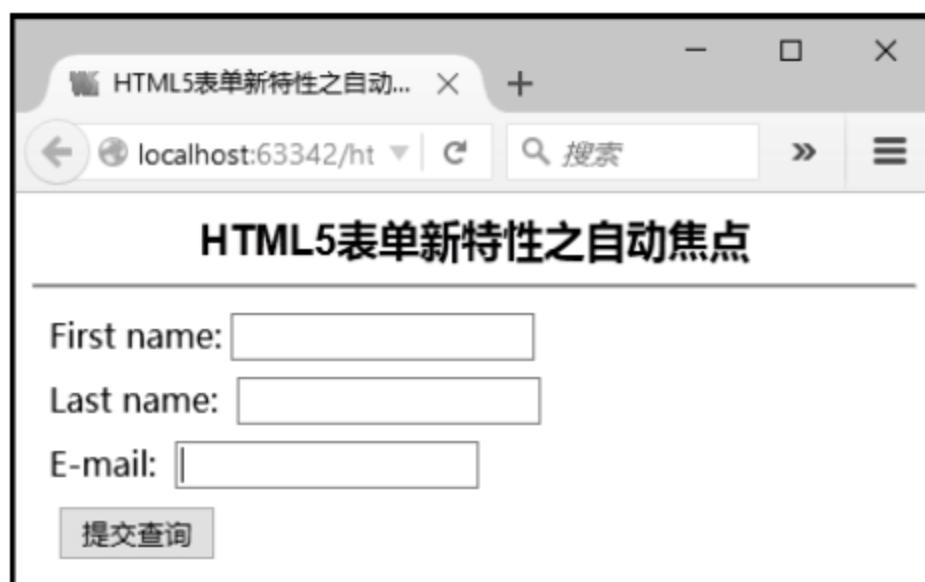 HTML5表单新特性之自动...
localhost:63342/ht
搜索
HTML5表单新特性之自动焦点
First name:
Last name:
E-mail:
提交查询